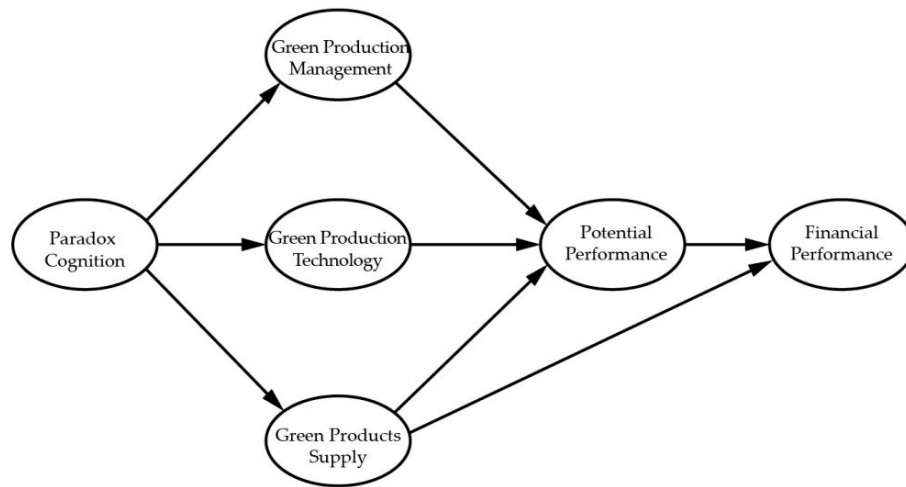 Green Production
Management
Paradox
Cognition
Green Production
Technology
Potential
Performance
Financial
Performance
Green Products
Supply